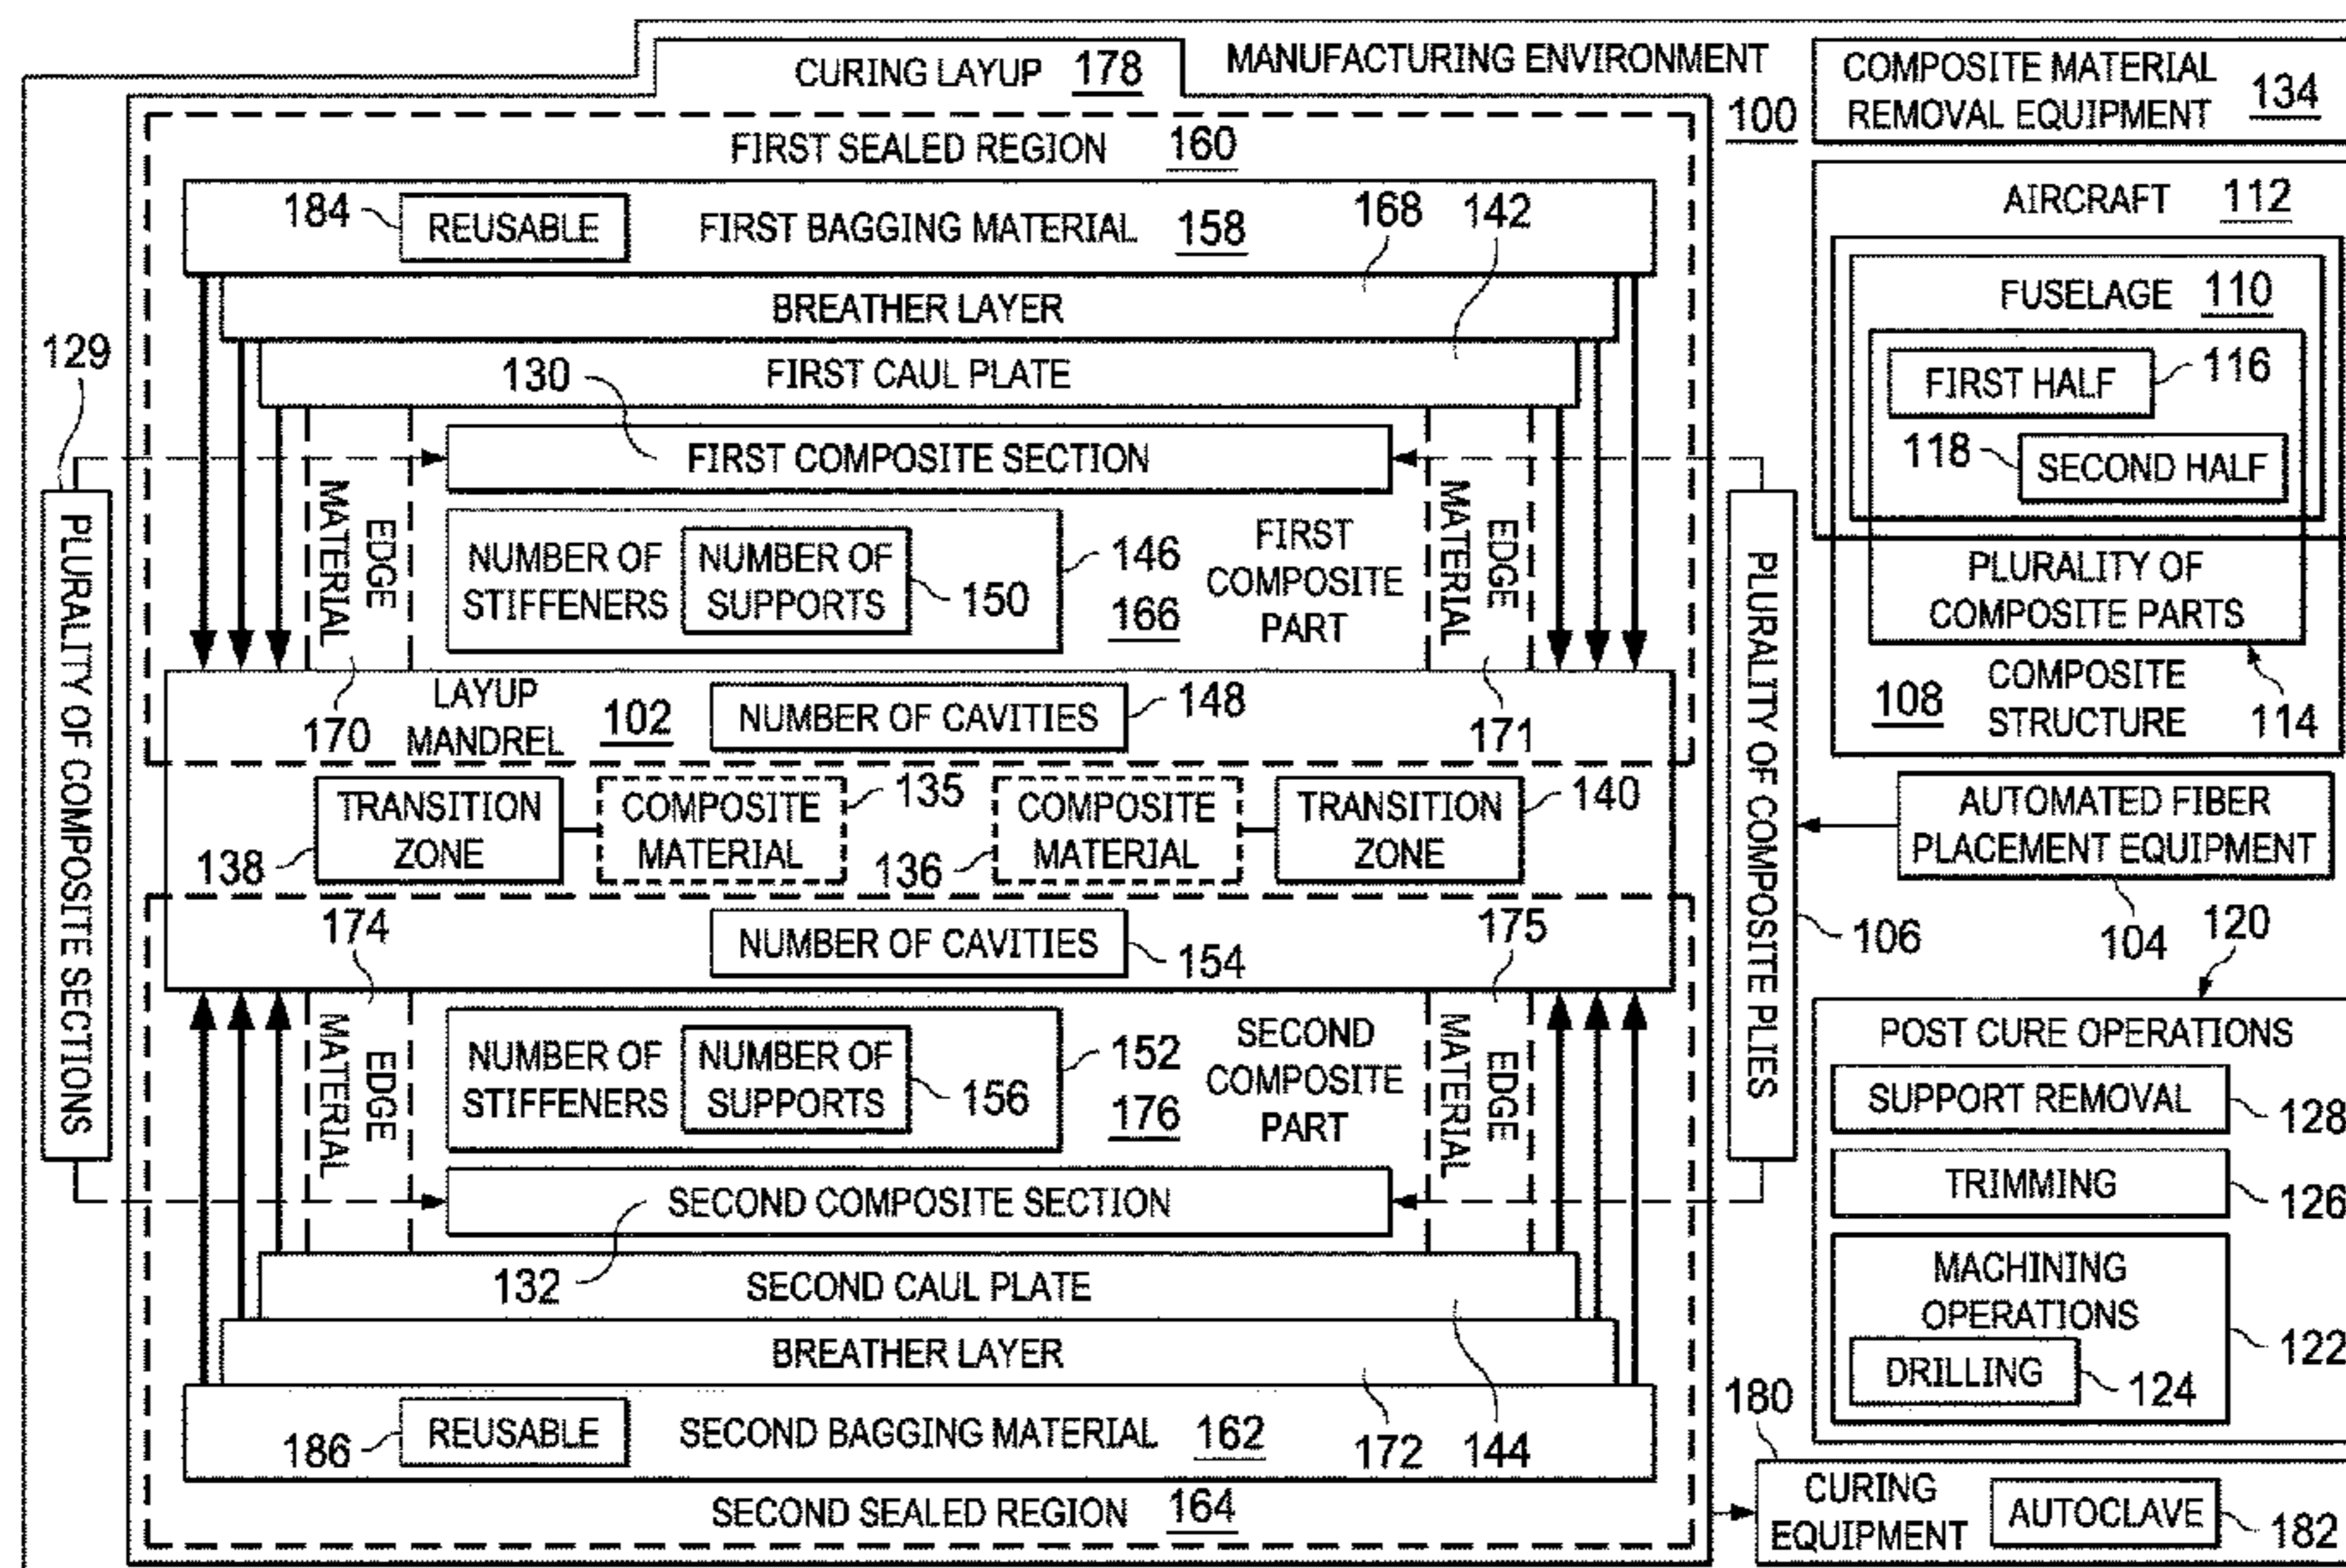 MANUFACTURING ENVIRONMENT
100
CURING LAYUP 178
FIRST SEALED REGION 160
184
REUSABLE
FIRST BAGGING MATERIAL 158
168
142
BREATHER LAYER
FIRST CAUL PLATE
129
PLURALITY OF COMPOSITE SECTIONS
130
FIRST COMPOSITE SECTION
EDGE
MATERIAL
170
NUMBER OF
STIFFENERS
NUMBER OF
SUPPORTS
150
146
166
FIRST
COMPOSITE
PART
EDGE
MATERIAL
171
LAYUP
MANDREL
102
NUMBER OF CAVITIES
148
TRANSITION
ZONE
138
COMPOSITE
MATERIAL
135
COMPOSITE
MATERIAL
136
TRANSITION
ZONE
140
174
NUMBER OF CAVITIES
154
175
EDGE
MATERIAL
NUMBER OF
STIFFENERS
NUMBER OF
SUPPORTS
156
152
176
SECOND
COMPOSITE
PART
EDGE
MATERIAL
SECOND COMPOSITE SECTION
132
SECOND CAUL PLATE
BREATHER LAYER
186
REUSABLE
SECOND BAGGING MATERIAL 162
172
144
SECOND SEALED REGION 164
PLURALITY OF COMPOSITE PLIES
106
COMPOSITE MATERIAL
REMOVAL EQUIPMENT
134
AIRCRAFT 112
FUSELAGE 110
FIRST HALF
116
118
SECOND HALF
PLURALITY OF
COMPOSITE PARTS
108
COMPOSITE
STRUCTURE
114
AUTOMATED FIBER
PLACEMENT EQUIPMENT
104
120
POST CURE OPERATIONS
SUPPORT REMOVAL
128
TRIMMING
126
MACHINING
OPERATIONS
122
DRILLING
124
180
CURING
EQUIPMENT
AUTOCLAVE
182